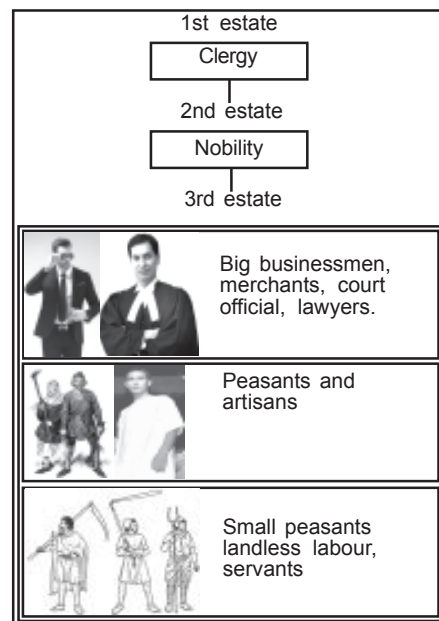 1st estate
Clergy
2nd estate
Nobility
3rd estate
Big businessmen,
merchants, court
official, lawyers.
Peasants and
artisans
Small peasants
landless labour,
servants